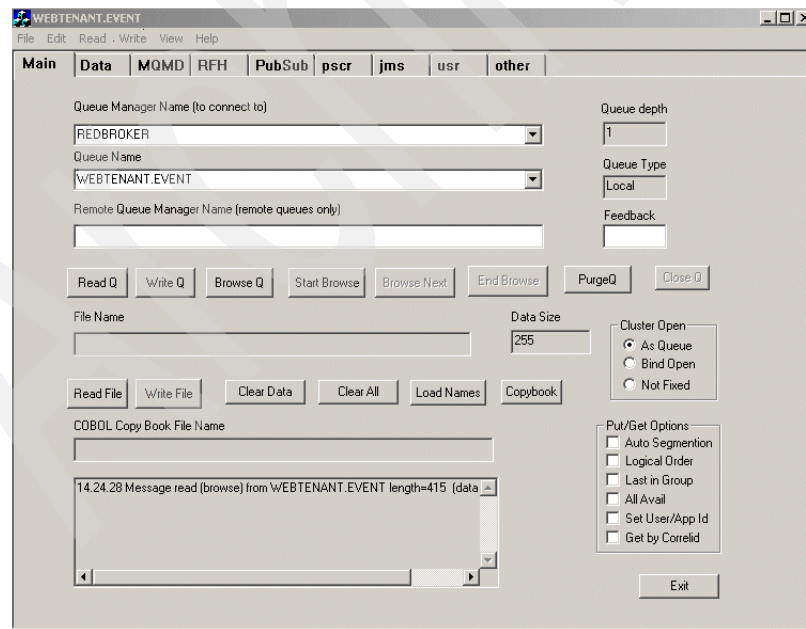 WEBTENANT.EVENT
File Edit Read . Write View Help
Main Data MQMD RFH PubSub pscr jms usr other
Queue Manager Name (to connect to)
Queue depth
REDBROKER
1
Queue Name
Queue Type
WEBTENANT.EVENT
Local
Remote Queue Manager Name (remote queues only)
Feedback
Read Q Write Q Browse Q Start Browse Browse Next End Browse PurgeQ Close Q
File Name
Data Size
255
Cluster Open
As Queue
Bind Open
Not Fixed
Read File Write File Clear Data Clear All Load Names Copybook
COBOL Copy Book File Name
Put/Get Options
Auto Segmention
Logical Order
Last in Group
All Avail
Set User/App Id
Get by Correlid
14.24.28 Message read (browse) from WEBTENANT.EVENT length=415 (data
Exit